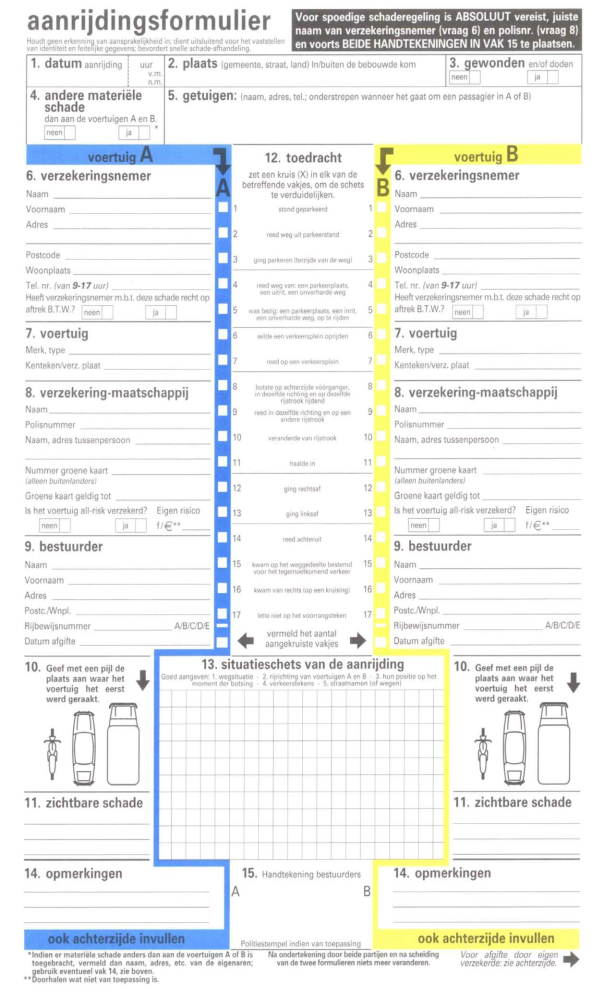 aanrijdingsformulier
Houdt geen erkenning van aansprakelijkheid in; dient uitsluitend voor het vaststellen
van identiteit en feitelijke gegevens; bevordert snelle schade-afhandeling.
Voor spoedige schaderegeling is ABSOLUUT vereist, juiste
naam van verzekeringsnemer (vraag 6) en polisnr. (vraag 8)
en voorts BEIDE HANDTEKENINGEN IN VAK 15 te plaatsen.
1. datum aanrijding uur
v.m.
n.m.
2. plaats (gemeente, straat, land) In/buiten de bebouwde kom
3. gewonden en/of doden
neen ja
4. andere materiële
schade
dan aan de voertuigen A en B.
neen ja *
5. getuigen: (naam, adres, tel.; onderstrepen wanneer het gaat om een passagier in A of B)
voertuig A
6. verzekeringsnemer
Naam
Voornaam
Adres
Postcode
Woonplaats
Tel. nr. (van 9-17 uur)
Heeft verzekeringsnemer m.b.t. deze schade recht op
aftrek B.T.W.? neen ja
7. voertuig
Merk, type
Kenteken/verz. plaat
8. verzekering-maatschappij
Naam
Polisnummer
Naam, adres tussenpersoon
Nummer groene kaart
(alleen buitenlanders)
Groene kaart geldig tot
Is het voertuig all-risk verzekerd? Eigen risico
neen ja f/€**
9. bestuurder
Naam
Voornaam
Adres
Postc./Wnpl.
Rijbewijsnummer A/B/C/D/E
Datum afgifte
A
12. toedracht
B
zet een kruis (X) in elk van de
betreffende vakjes, om de schets
te verduidelijken.
1 stond geparkeerd 1
2 reed weg uit parkeerstand 2
3 ging parkeren (terzijde van de weg) 3
4 reed weg van: een parkeerplaats, 4
een uitrit, een onverharde weg
5 was bezig: een parkeerplaats, een inrit, 5
een onverharde weg, op te rijden
6 wilde een verkeersplein oprijden 6
7 reed op een verkeersplein 7
8 botste op achterzijde voorganger, 8
in dezelfde richting en op dezelfde
rijstrook rijdend
9 reed in dezelfde richting en op een 9
andere rijstrook
10 veranderde van rijstrook 10
11 haalde in 11
12 ging rechtsaf 12
13 ging linksaf 13
14 reed achteruit 14
15 kwam op het weggedeelte bestemd 15
voor het tegemoetkomend verkeer
16 kwam van rechts (op een kruising) 16
17 lette niet op het voorrangsteken 17
vermeld het aantal
aangekruiste vakjes
voertuig B
6. verzekeringsnemer
Naam
Voornaam
Adres
Postcode
Woonplaats
Tel. nr. (van 9-17 uur)
Heeft verzekeringsnemer m.b.t. deze schade recht op
aftrek B.T.W.? neen ja
7. voertuig
Merk, type
Kenteken/verz. plaat
8. verzekering-maatschappij
Naam
Polisnummer
Naam, adres tussenpersoon
Nummer groene kaart
(alleen buitenlanders)
Groene kaart geldig tot
Is het voertuig all-risk verzekerd? Eigen risico
neen ja f/€**
9. bestuurder
Naam
Voornaam
Adres
Postc./Wnpl.
Rijbewijsnummer A/B/C/D/E
Datum afgifte
10. Geef met een pijl de
plaats aan waar het
voertuig het eerst
werd geraakt.
13. situatieschets van de aanrijding
Goed aangeven: 1. wegsituatie - 2. rijrichting van voertuigen A en B - 3. hun positie op het
moment der botsing - 4. verkeerstekens - 5. straatnamen (of wegen)
10. Geef met een pijl de
plaats aan waar het
voertuig het eerst
werd geraakt.
11. zichtbare schade
11. zichtbare schade
14. opmerkingen
15. Handtekening bestuurders
A B
14. opmerkingen
Politiestempel indien van toepassing
ook achterzijde invullen
ook achterzijde invullen
*Indien er materiële schade anders dan aan de voertuigen A of B is
toegebracht, vermeld dan naam, adres, etc. van de eigenaren;
gebruik eventueel vak 14, zie boven.
**Doorhalen wat niet van toepassing is.
Na ondertekening door beide partijen en na scheiding
van de twee formulieren niets meer veranderen.
Voor afgifte door eigen
verzekerde: zie achterzijde.